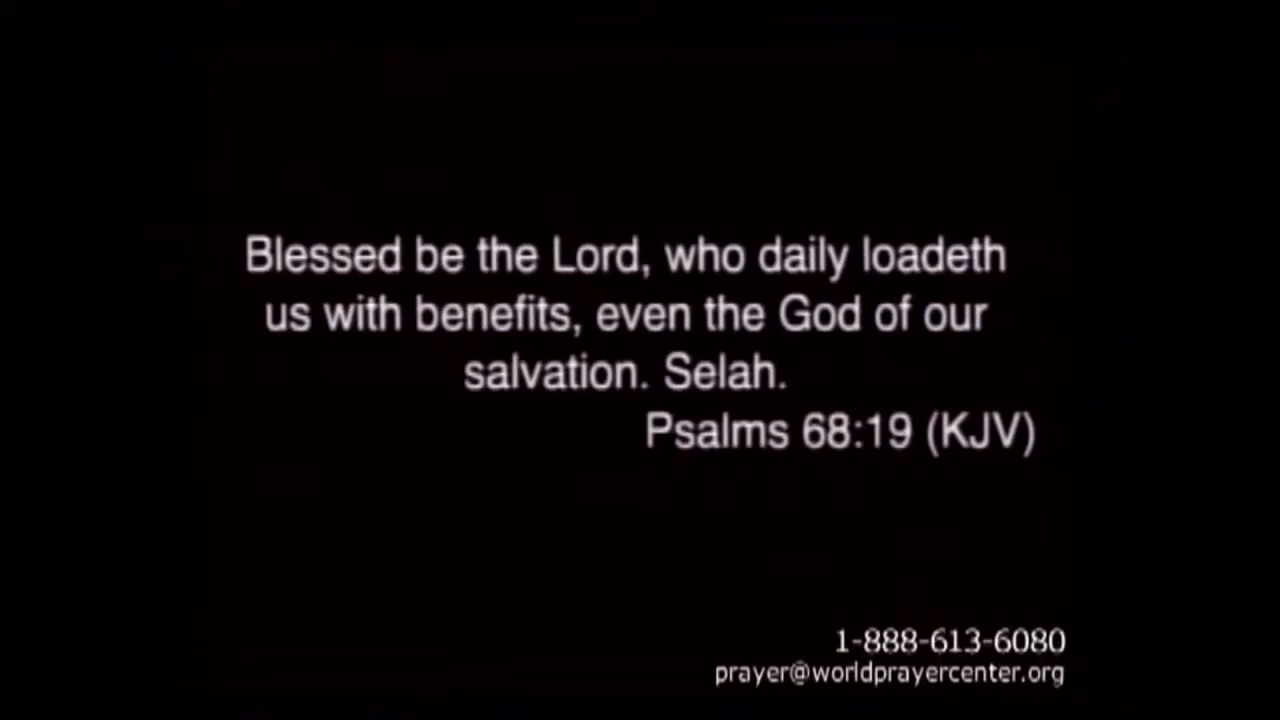 Blessed be the Lord, who daily loadeth
us with benefits, even the God of our
salvation. Selah.
Psalms 68:19 (KJV)
1-888-613-6080
prayer@worldprayercenter.org